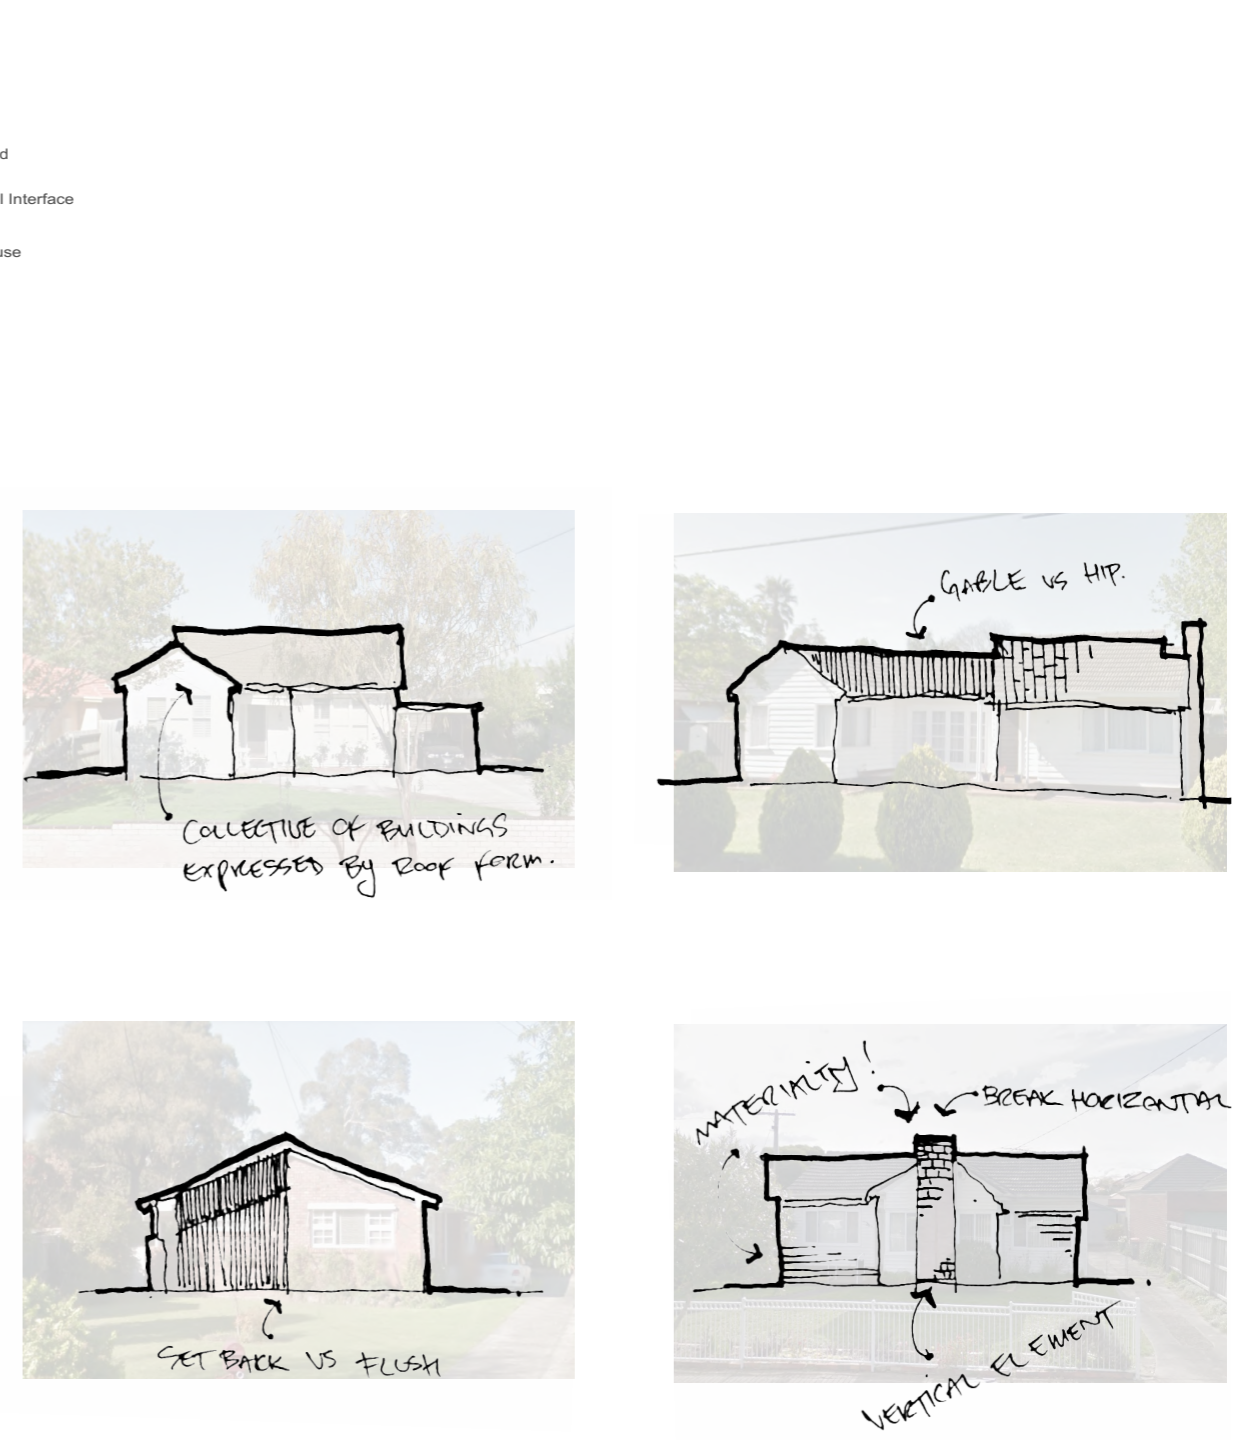 d
l Interface
use
COLLECTIVE OF BUILDINGS
EXPRESSED By ROOF FORM.
GABLE VS HIP.
SET BACK VS FLUSH
MATERIALITY!
BREAK HORIZONTAL
VERTICAL ELEMENT